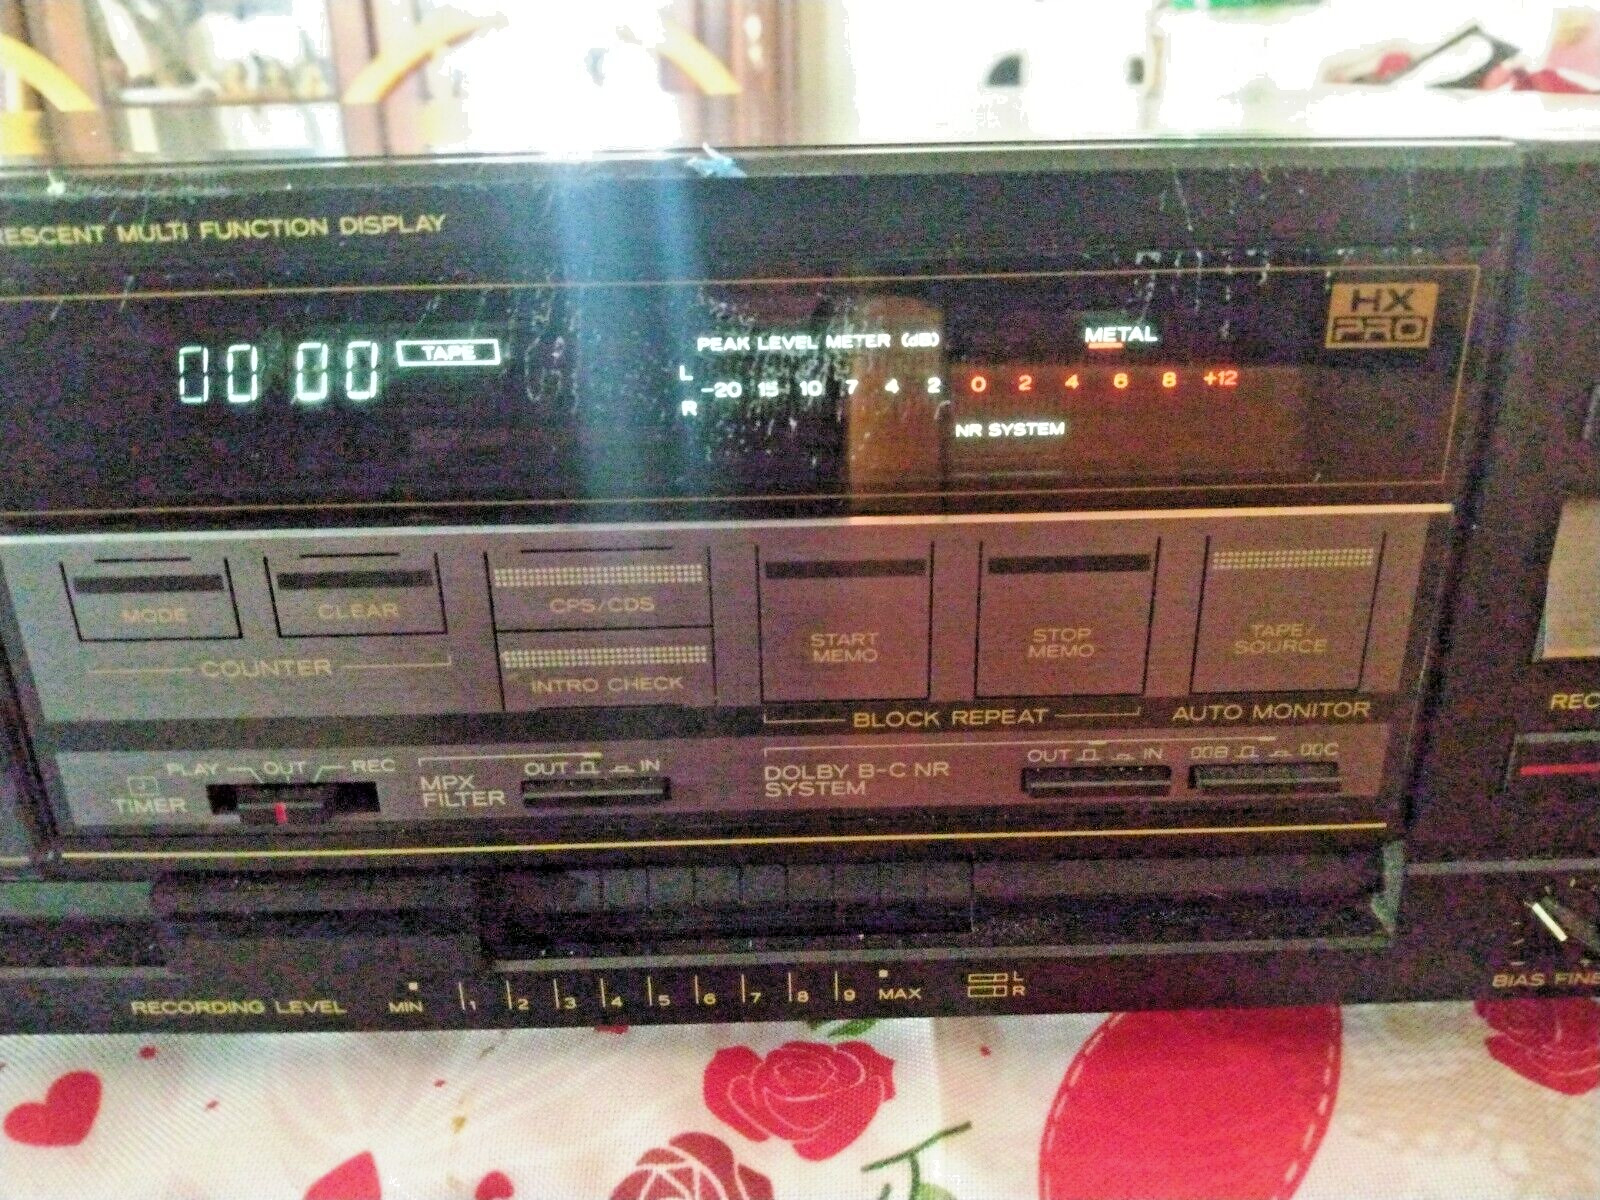 RESCENT MULTI FUNCTION DISPLAY
HX
PRO
00 00 TAPE
PEAK LEVEL METER (dB)
METAL
L
-20 15 10 7 4 2 0 2 4 6 8 +12
R
NR SYSTEM
MODE
CLEAR
COUNTER
CPS/CDS
INTRO CHECK
START
MEMO
STOP
MEMO
BLOCK REPEAT
TAPE/
SOURCE
AUTO MONITOR
REC
TIMER
PLAY OUT REC
MPX
FILTER
OUT IN
DOLBY B-C NR
SYSTEM
OUT IN
B C
RECORDING LEVEL
MIN 1 2 3 4 5 6 7 8 9 MAX
L
R
BIAS FINE